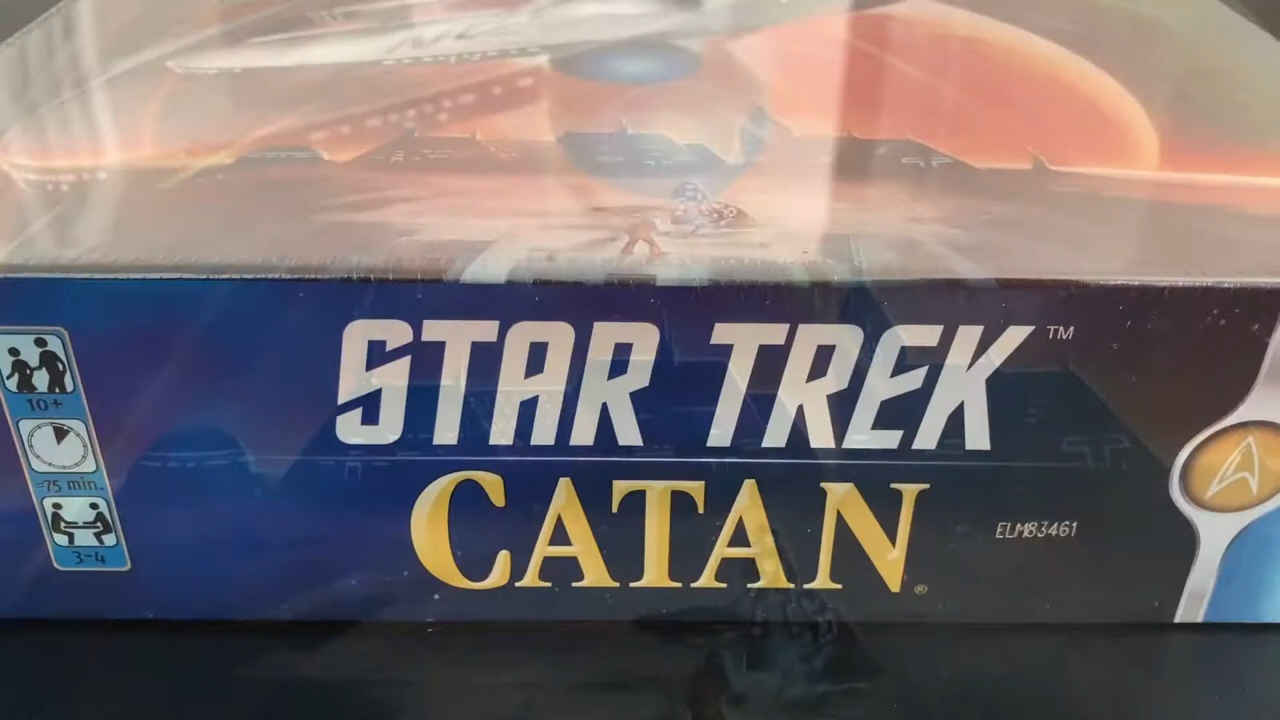 STAR TREK™
CATAN®
ELM83461
10+
≈75 min.
3-4